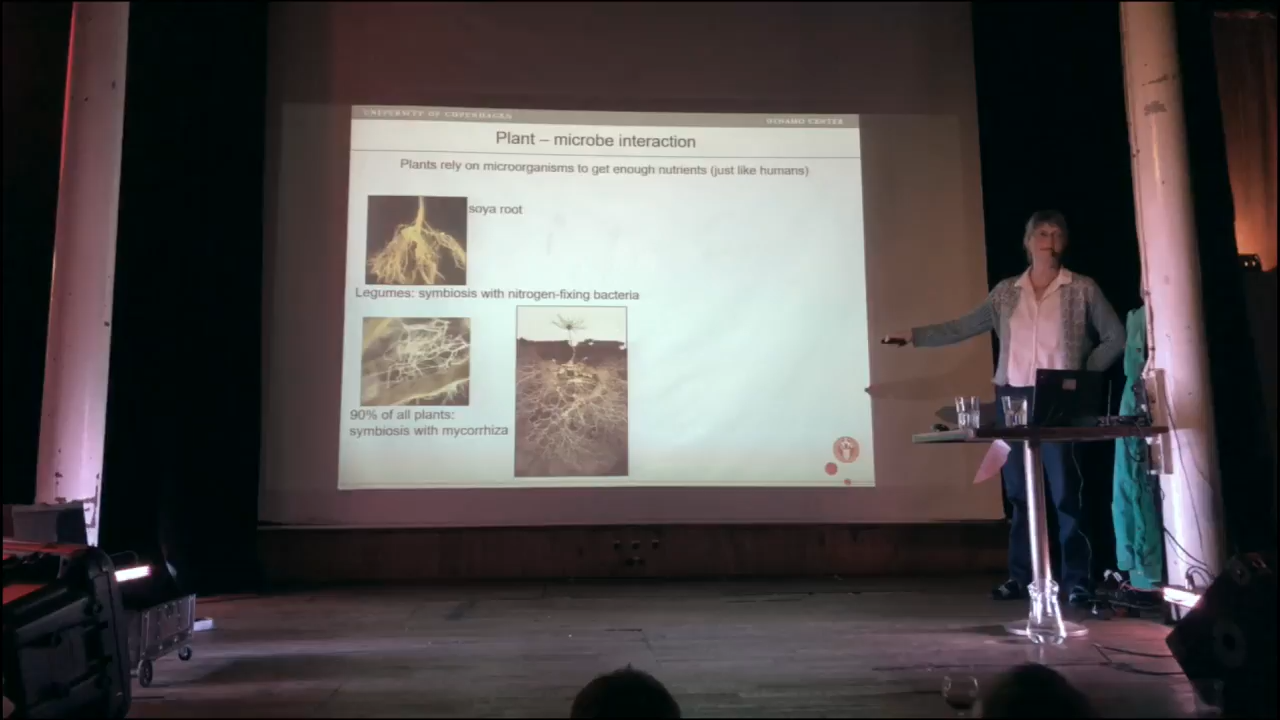 UNIVERSITY OF COPENHAGEN
DYNAMO CENTER
Plant – microbe interaction
Plants rely on microorganisms to get enough nutrients (just like humans)
soya root
Legumes: symbiosis with nitrogen-fixing bacteria
90% of all plants:
symbiosis with mycorrhiza